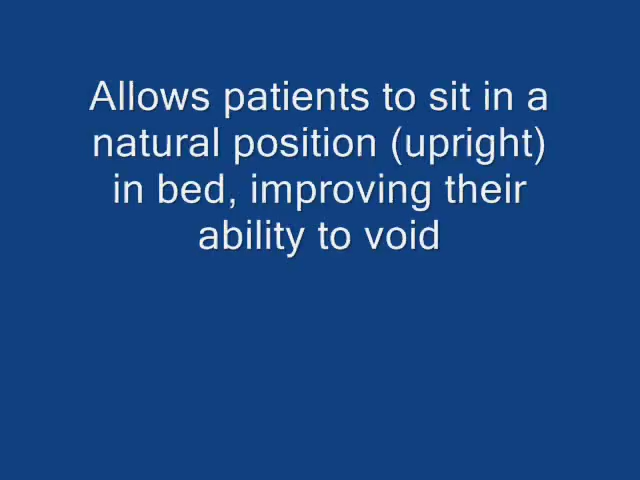 Allows patients to sit in a
natural position (upright)
in bed, improving their
ability to void